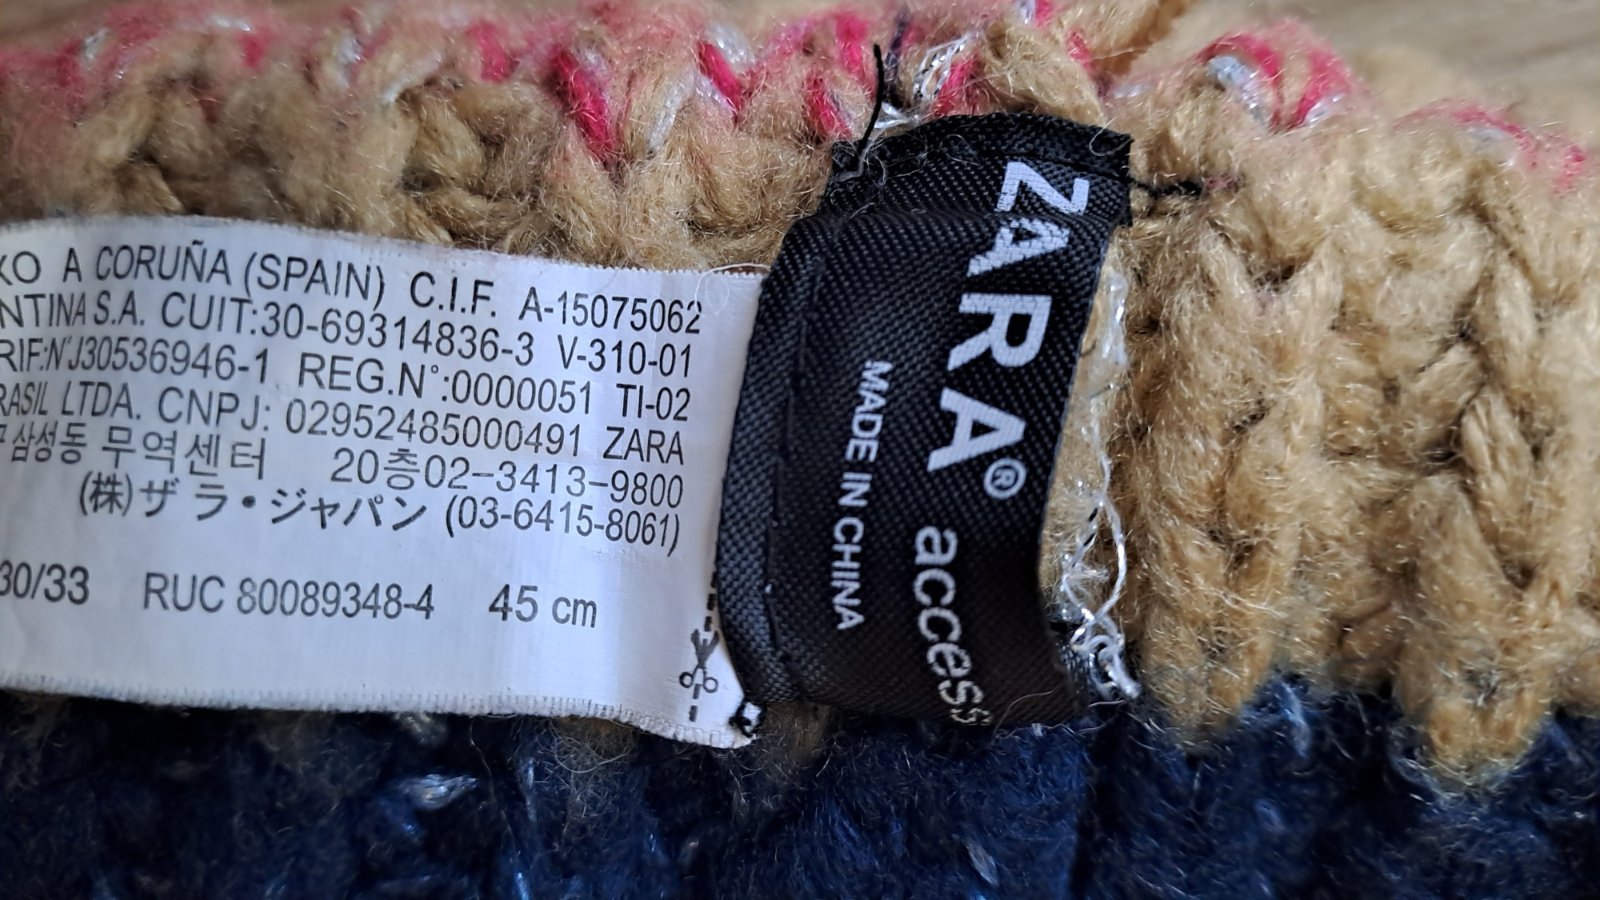 XO A CORUÑA (SPAIN) C.I.F. A-15075062
NTINA S.A. CUIT:30-69314836-3 V-310-01
RIF:N°J30536946-1 REG.N°:0000051 TI-02
RASIL LTDA. CNPJ: 02952485000491 ZARA
삼성동 무역센터 20층02-3413-9800
(株)ザ ラ・ジャパン (03-6415-8061)
30/33 RUC 80089348-4 45 cm
ZARA® access
MADE IN CHINA